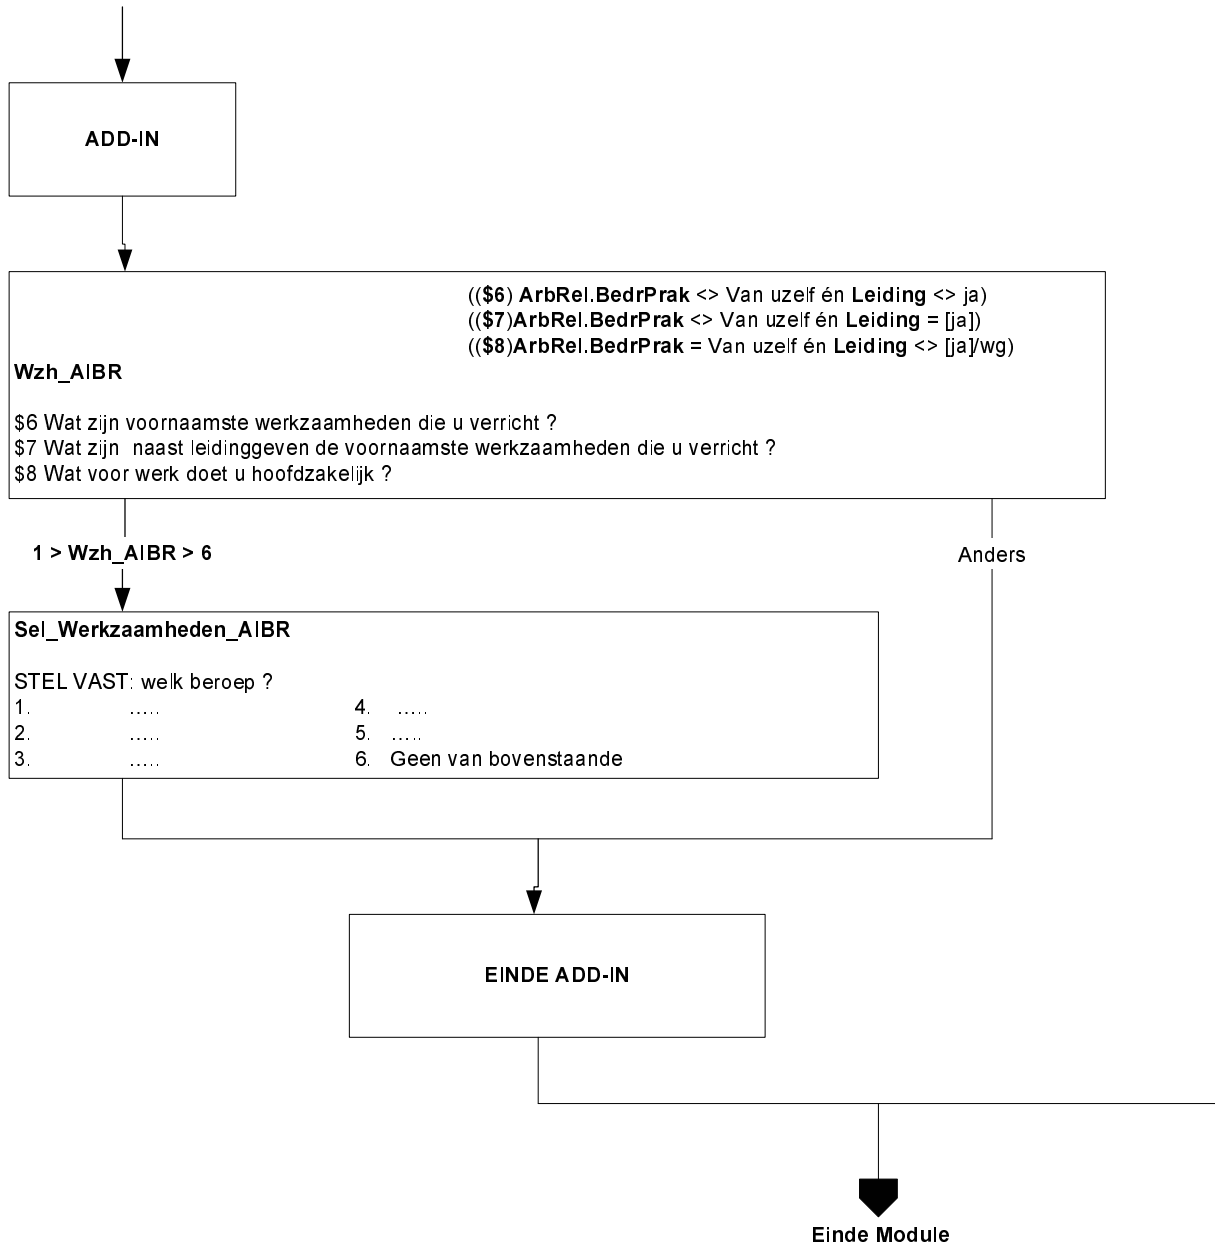 ADD-IN
(($6) ArbRel.BedrPrak <> Van uzelf én Leiding <> ja)
(($7)ArbRel.BedrPrak <> Van uzelf én Leiding = [ja])
(($8)ArbRel.BedrPrak = Van uzelf én Leiding <> [ja]/wg)
Wzh_AIBR
$6 Wat zijn voornaamste werkzaamheden die u verricht ?
$7 Wat zijn  naast leidinggeven de voornaamste werkzaamheden die u verricht ?
$8 Wat voor werk doet u hoofdzakelijk ?
1 > Wzh_AIBR > 6
Anders
Sel_Werkzaamheden_AIBR
STEL VAST: welk beroep ?
1. ..... 4. .....
2. ..... 5. .....
3. ..... 6. Geen van bovenstaande
EINDE ADD-IN
Einde Module